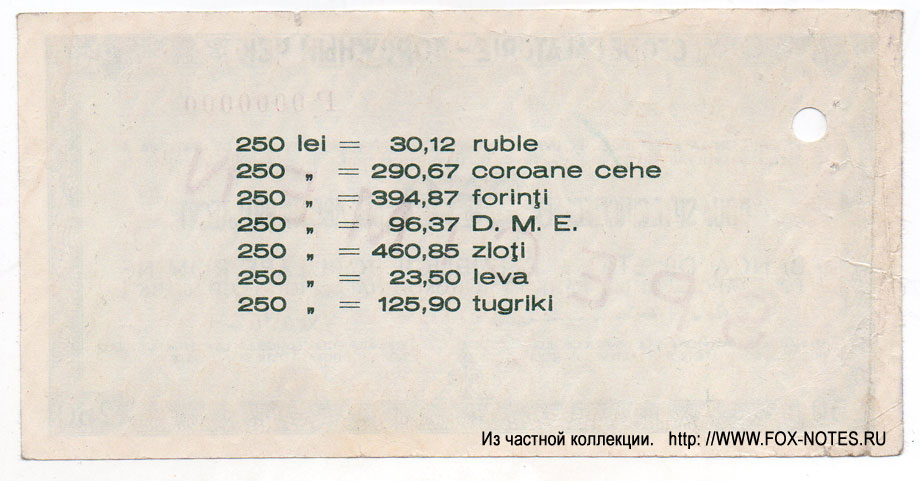 P 0000000
250 lei = 30,12 ruble
250 „ = 290,67 coroane cehe
250 „ = 394,87 forinţi
250 „ = 96,37 D. M. E.
250 „ = 460,85 zloţi
250 „ = 23,50 leva
250 „ = 125,90 tugriki
Из частной коллекции. http: //WWW.FOX-NOTES.RU